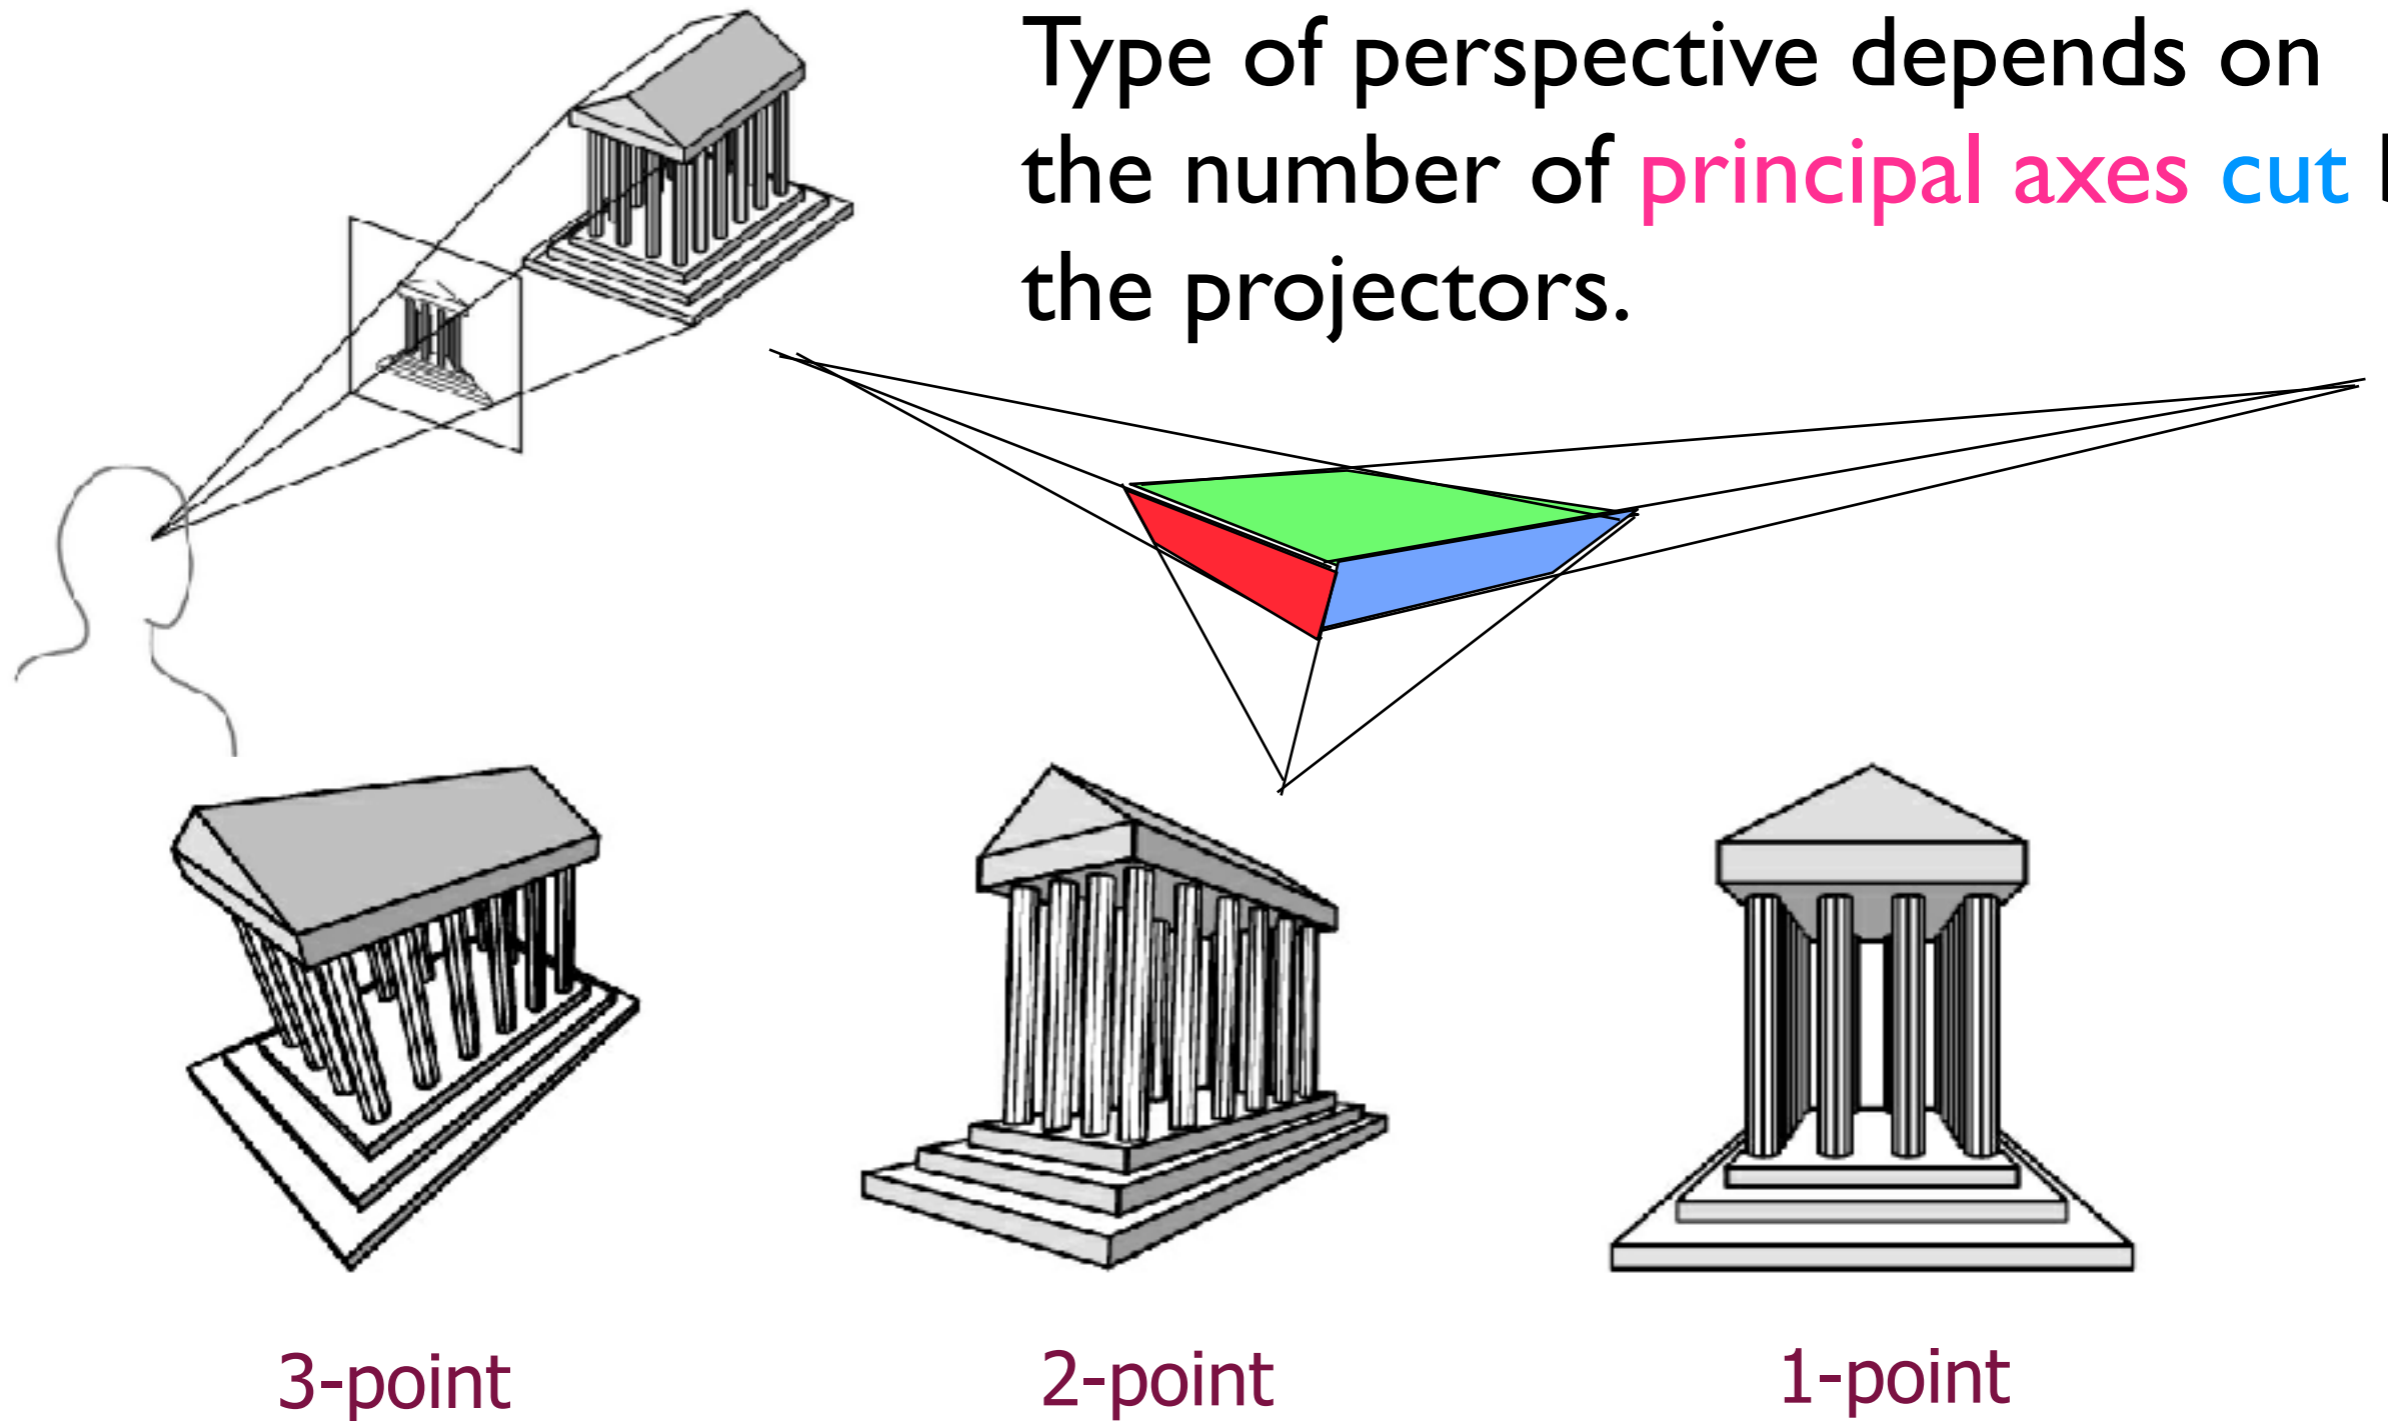 Type of perspective depends on
the number of principal axes cut
the projectors.
3-point
2-point
1-point